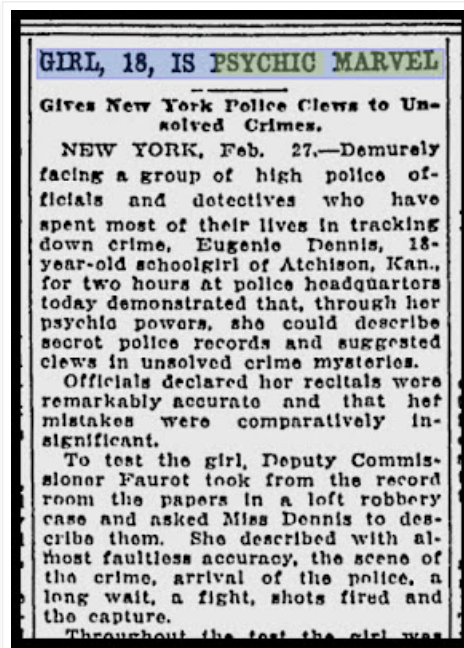 GIRL, 18, IS PSYCHIC MARVEL
Gives New York Police Clews to Un-
solved Crimes.
NEW YORK, Feb. 27.—Demurely
facing a group of high police of-
ficials and detectives who have
spent most of their lives in tracking
down crime, Eugenie Dennis, 18-
year-old schoolgirl of Atchison, Kan.,
for two hours at police headquarters
today demonstrated that, through her
psychic powers, she could describe
secret police records and suggested
clews in unsolved crime mysteries.
Officials declared her recitals were
remarkably accurate and that her
mistakes were comparatively in-
significant.
To test the girl, Deputy Commis-
sioner Faurot took from the record
room the papers in a loft robbery
case and asked Miss Dennis to des-
cribe them. She described with al-
most faultless accuracy, the scene of
the crime, arrival of the police, a
long wait, a fight, shots fired and
the capture.
Throughout the test the girl was